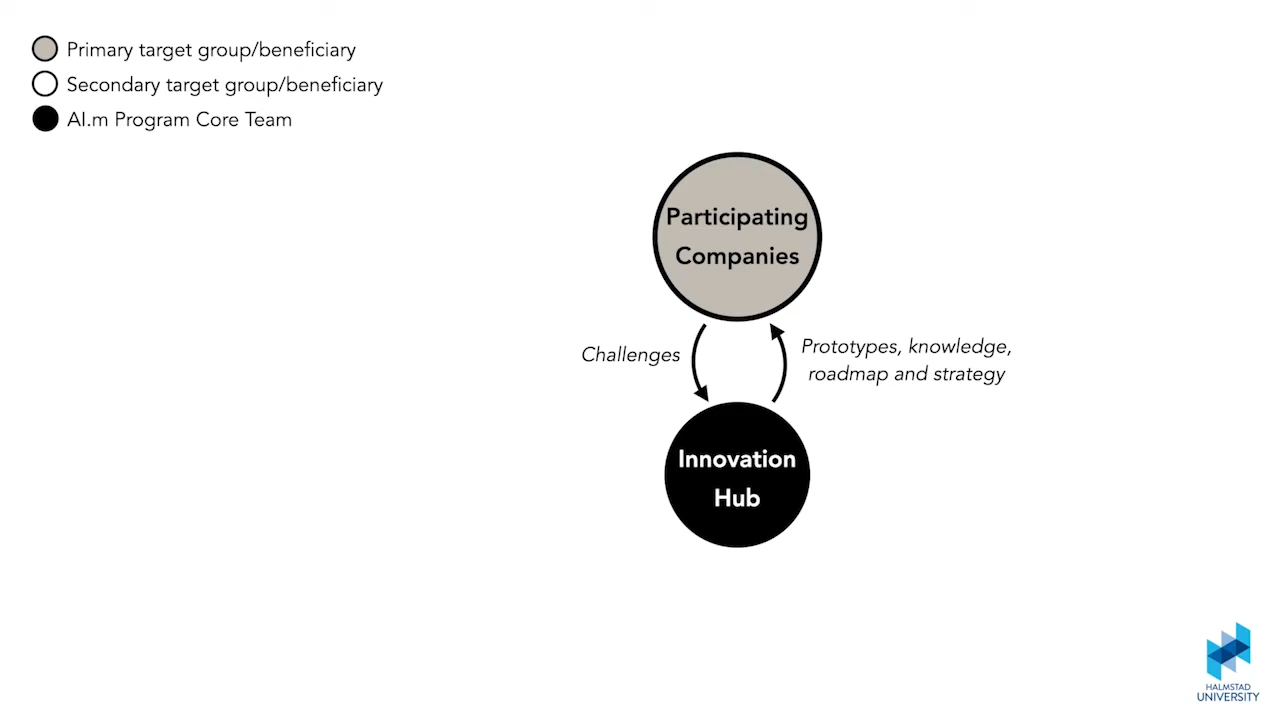 Primary target group/beneficiary
Secondary target group/beneficiary
AI.m Program Core Team
Participating
Companies
Challenges
Prototypes, knowledge,
roadmap and strategy
Innovation
Hub
HALMSTAD
UNIVERSITY